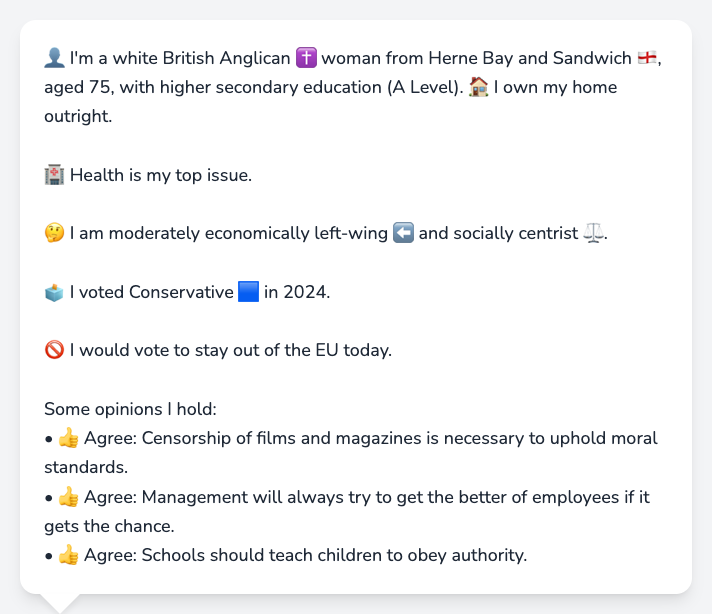 👤 I'm a white British Anglican ✝️ woman from Herne Bay and Sandwich 🏴󠁧󠁢󠁥󠁮󠁧󠁿,
aged 75, with higher secondary education (A Level). 🏠 I own my home
outright.
🏥 Health is my top issue.
🤔 I am moderately economically left-wing ⬅️ and socially centrist ⚖️.
🗳️ I voted Conservative 🟦 in 2024.
🚫 I would vote to stay out of the EU today.
Some opinions I hold:
• 👍 Agree: Censorship of films and magazines is necessary to uphold moral
standards.
• 👍 Agree: Management will always try to get the better of employees if it
gets the chance.
• 👍 Agree: Schools should teach children to obey authority.